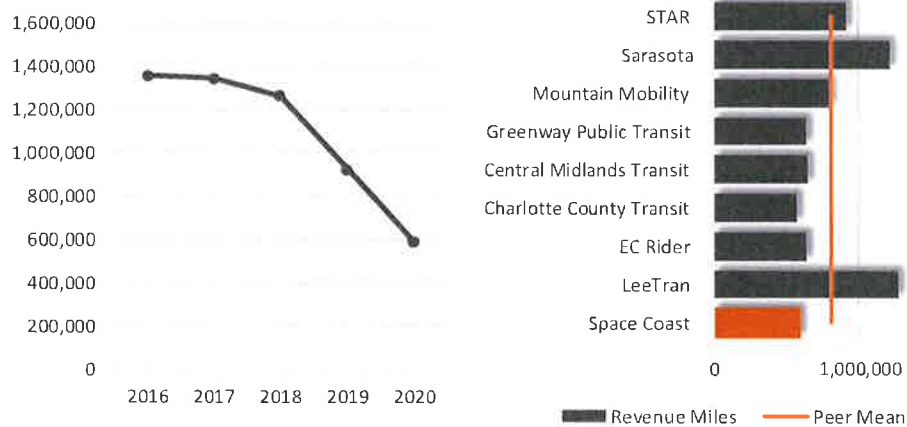 1,600,000
1,400,000
1,200,000
1,000,000
800,000
600,000
400,000
200,000
0
2016 2017 2018 2019 2020
STAR
Sarasota
Mountain Mobility
Greenway Public Transit
Central Midlands Transit
Charlotte County Transit
EC Rider
LeeTran
Space Coast
0 1,000,000
Revenue Miles Peer Mean